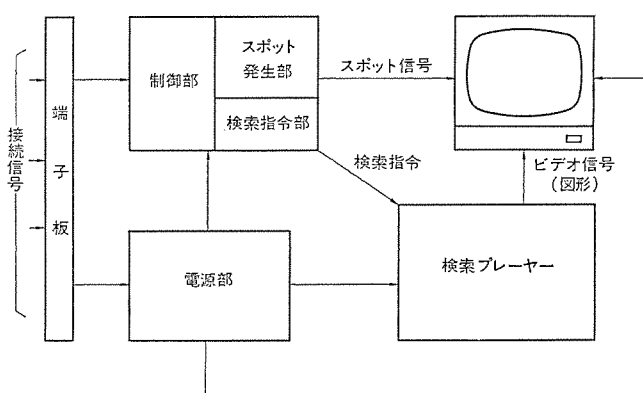 接続信号
端子板
制御部
スポット
発生部
検索指令部
スポット信号
検索指令
ビデオ信号
(図形)
電源部
検索プレーヤー